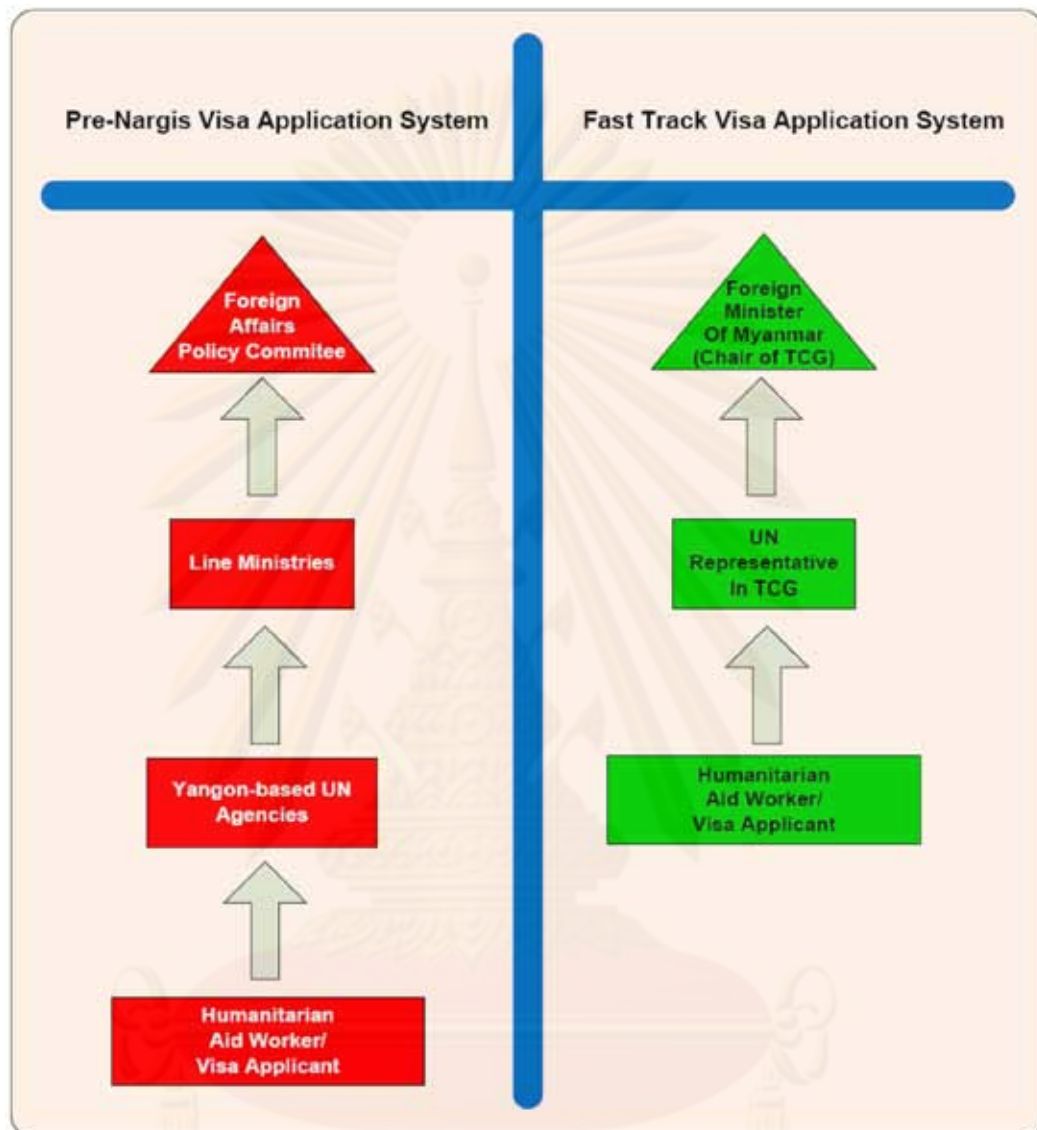 Pre-Nargis Visa Application System
Fast Track Visa Application System
Foreign
Affairs
Policy Commitee
Line Ministries
Yangon-based UN
Agencies
Humanitarian
Aid Worker/
Visa Applicant
Foreign
Minister
Of Myanmar
(Chair of TCG)
UN
Representative
In TCG
Humanitarian
Aid Worker/
Visa Applicant